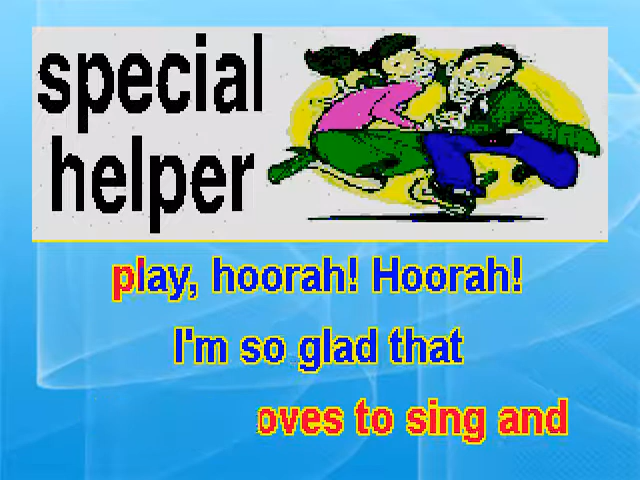 special
helper
play, hoorah! Hoorah!
I'm so glad that
oves to sing and